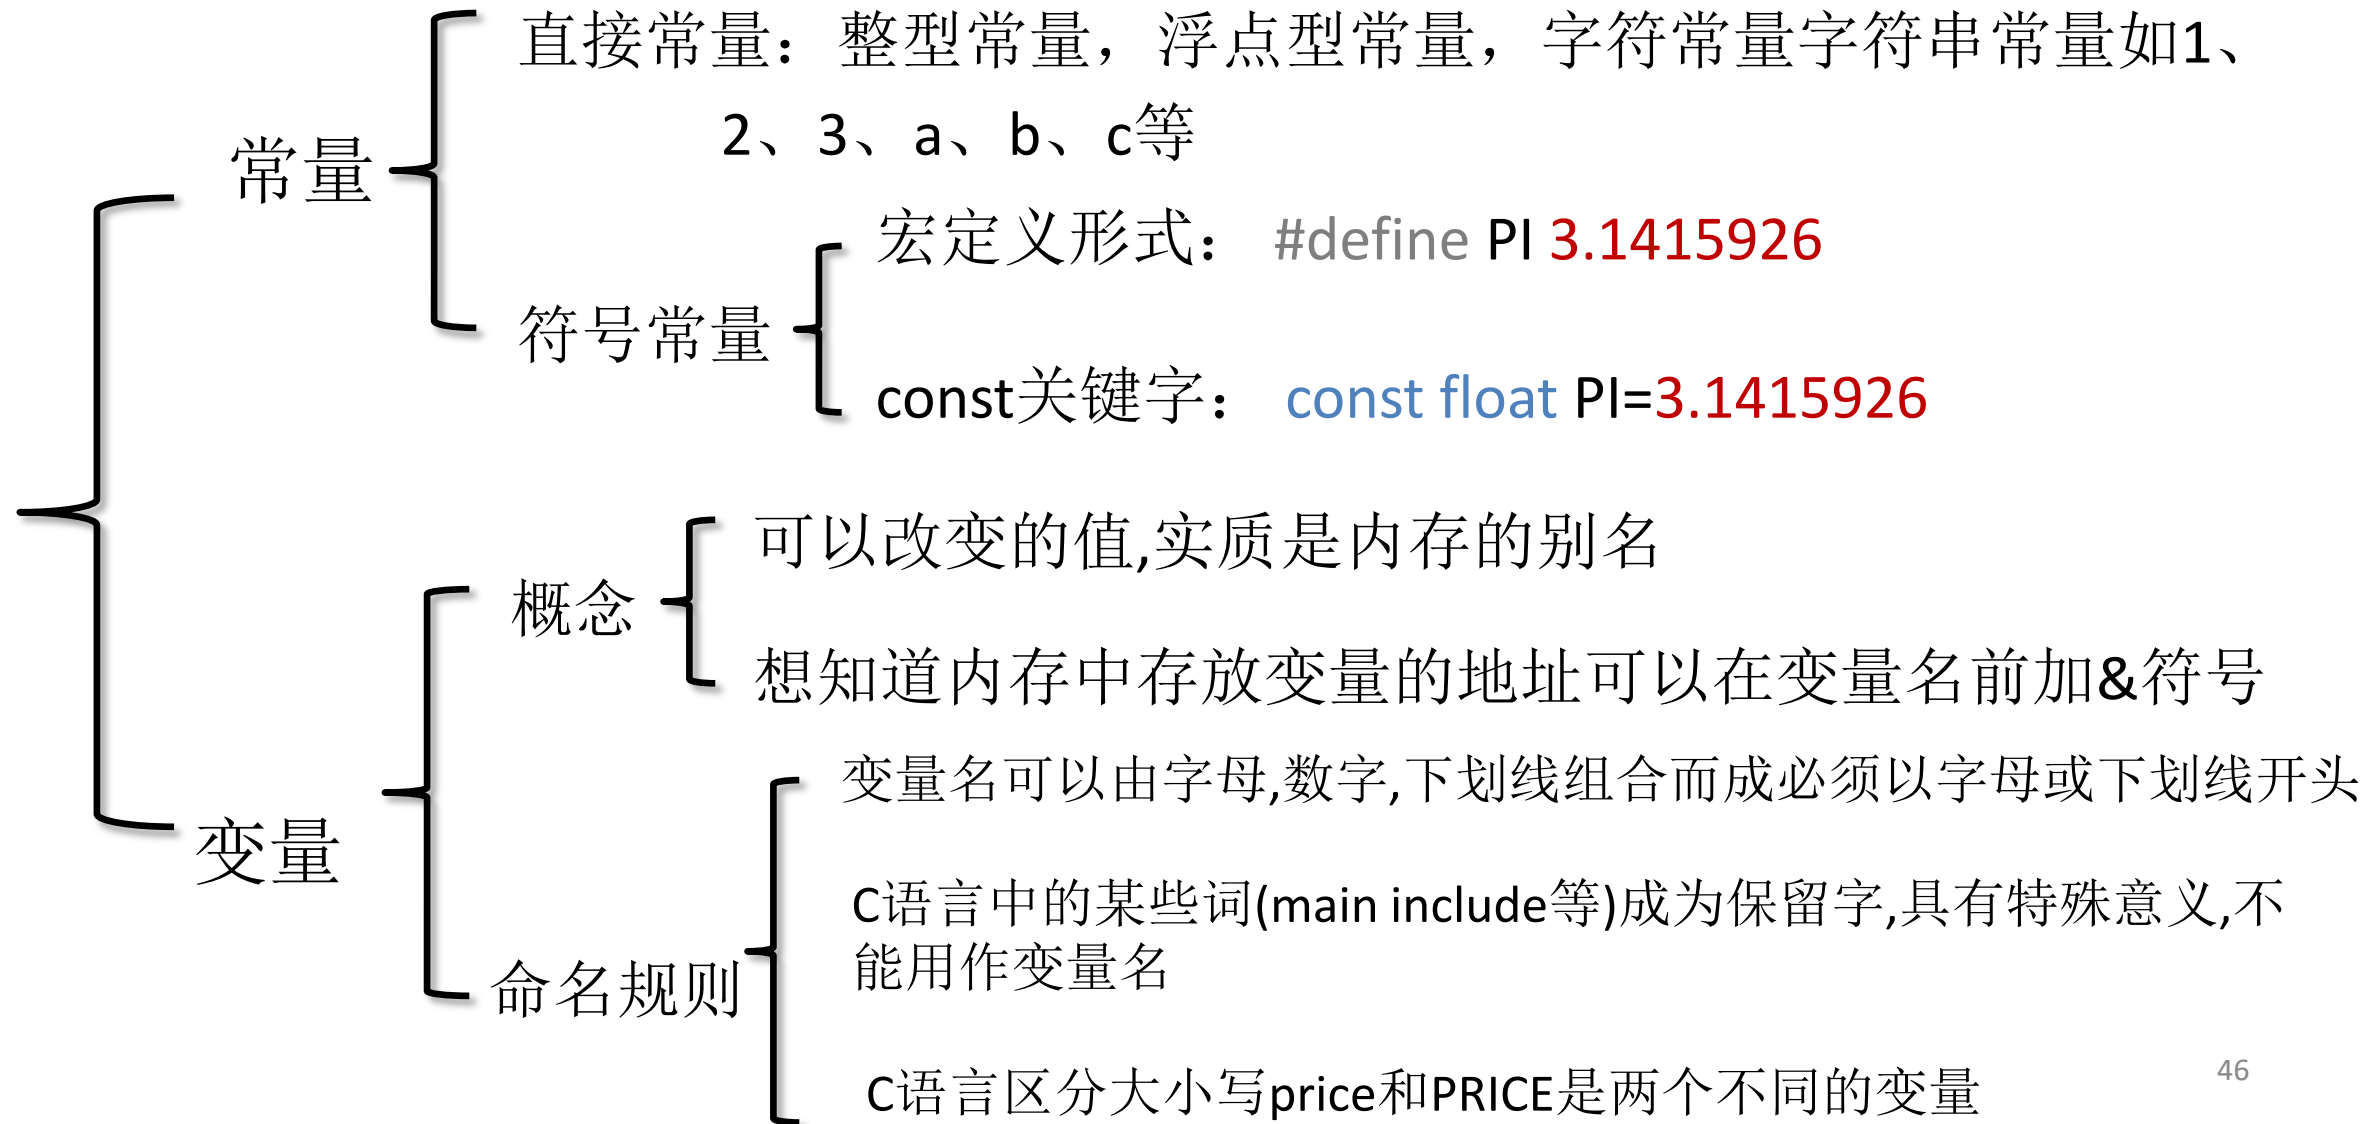 直接常量：整型常量，浮点型常量，字符常量字符串常量如1、
2、3、a、b、c等
常量
宏定义形式： #define PI 3.1415926
符号常量
const关键字： const float PI=3.1415926
可以改变的值,实质是内存的别名
概念
想知道内存中存放变量的地址可以在变量名前加&符号
变量名可以由字母,数字,下划线组合而成必须以字母或下划线开头
变量
C语言中的某些词(main include等)成为保留字,具有特殊意义,不
能用作变量名
命名规则
C语言区分大小写price和PRICE是两个不同的变量
46